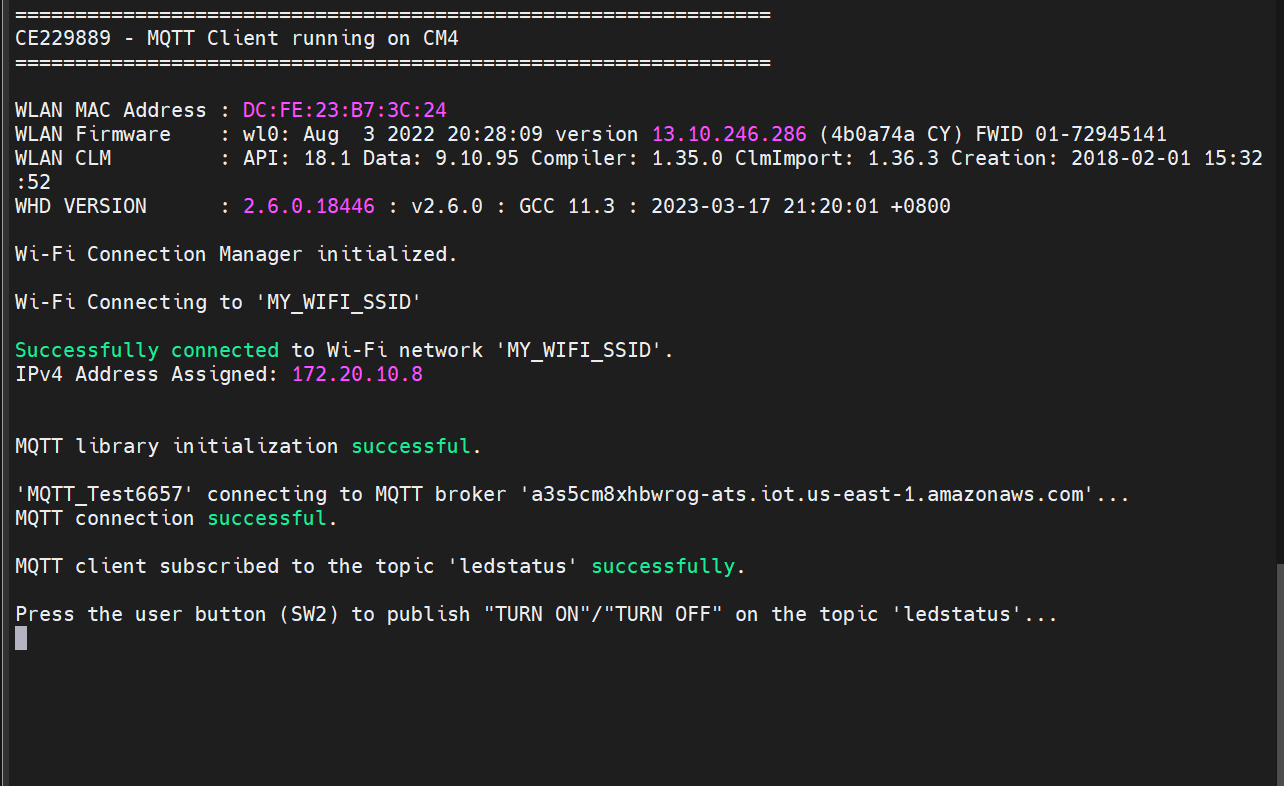 ===============================================================
CE229889 - MQTT Client running on CM4
===============================================================
WLAN MAC Address : DC:FE:23:B7:3C:24
WLAN Firmware    : wl0: Aug  3 2022 20:28:09 version 13.10.246.286 (4b0a74a CY) FWID 01-72945141
WLAN CLM         : API: 18.1 Data: 9.10.95 Compiler: 1.35.0 ClmImport: 1.36.3 Creation: 2018-02-01 15:32
:52
WHD VERSION      : 2.6.0.18446 : v2.6.0 : GCC 11.3 : 2023-03-17 21:20:01 +0800
Wi-Fi Connection Manager initialized.
Wi-Fi Connecting to 'MY_WIFI_SSID'
Successfully connected to Wi-Fi network 'MY_WIFI_SSID'.
IPv4 Address Assigned: 172.20.10.8
MQTT library initialization successful.
'MQTT_Test6657' connecting to MQTT broker 'a3s5cm8xhbwrog-ats.iot.us-east-1.amazonaws.com'...
MQTT connection successful.
MQTT client subscribed to the topic 'ledstatus' successfully.
Press the user button (SW2) to publish "TURN ON"/"TURN OFF" on the topic 'ledstatus'...